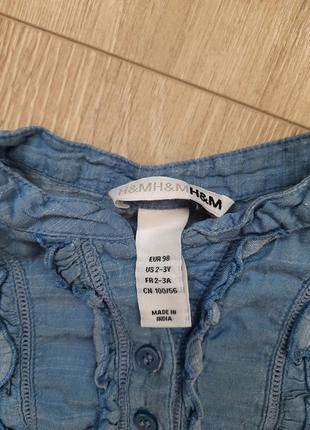 H&MH&MH&M
EUR 98
US 2-3Y
FR 2-3A
CN 100/56
MADE IN
INDIA